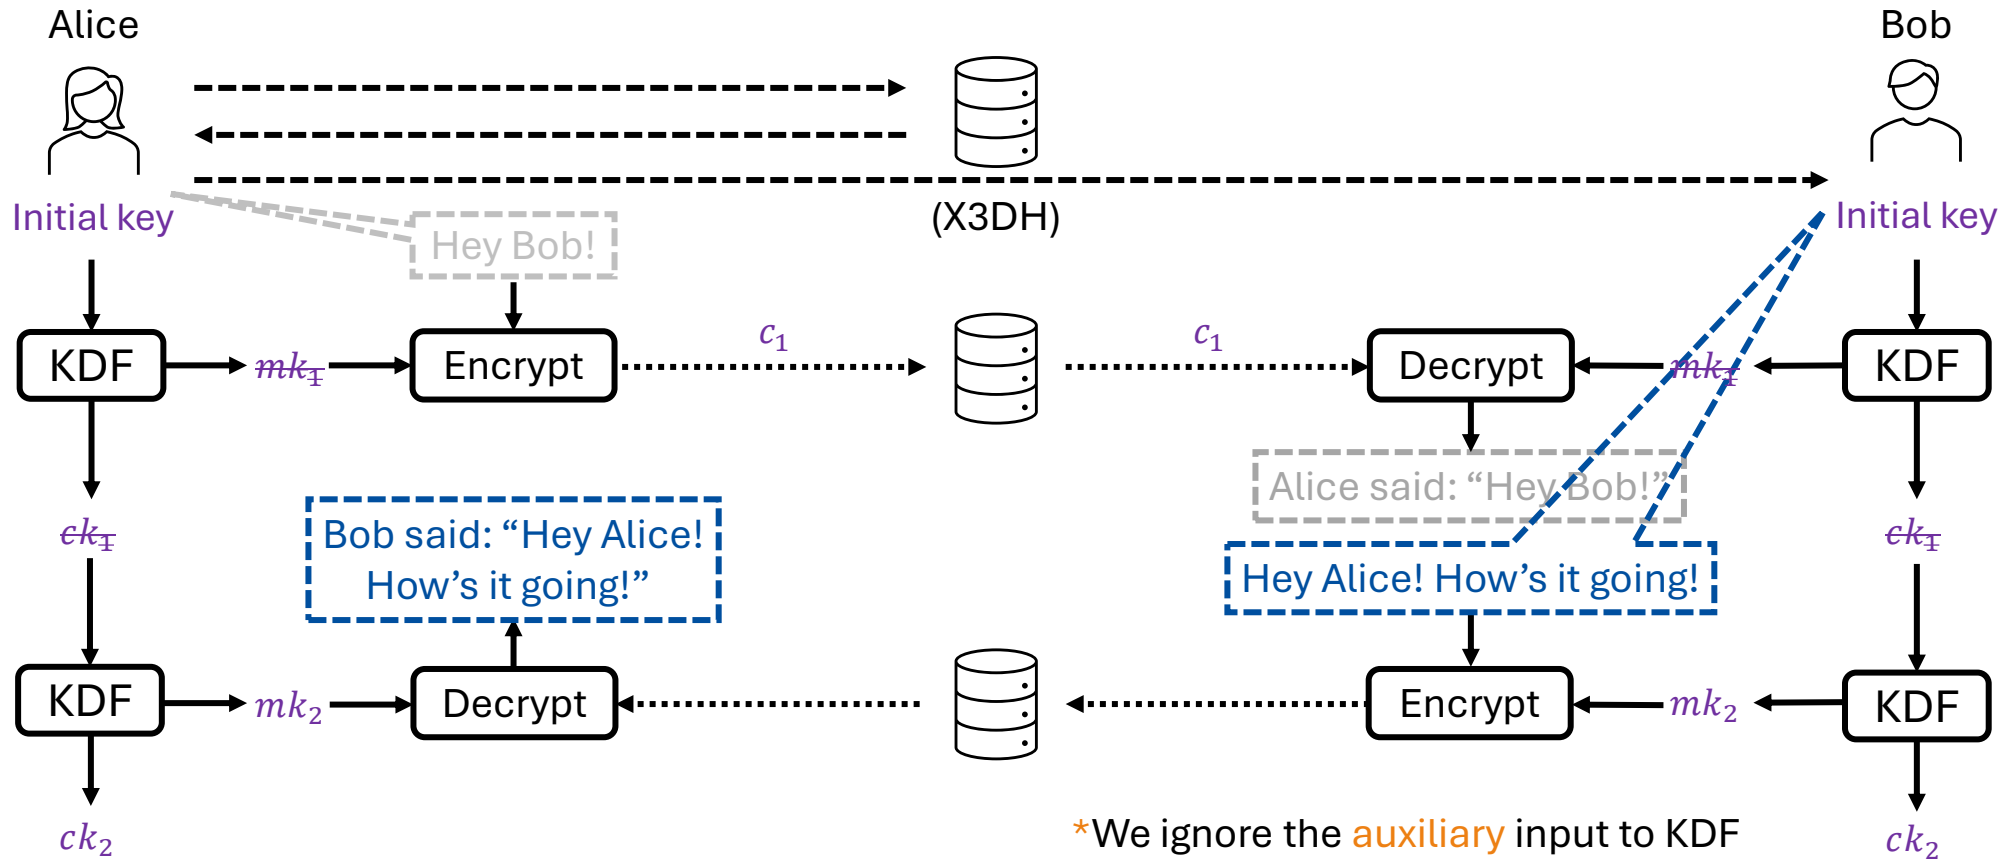 Alice
Bob
Initial key
(X3DH)
Initial key
Hey Bob!
KDF
mk₁
Encrypt
c₁
c₁
Decrypt
mk₁
KDF
Alice said: “Hey Bob!”
ck₁
Bob said: “Hey Alice!
How’s it going!”
ck₁
Hey Alice! How’s it going!
KDF
mk₂
Decrypt
Encrypt
mk₂
KDF
ck₂
*We ignore the auxiliary input to KDF
ck₂